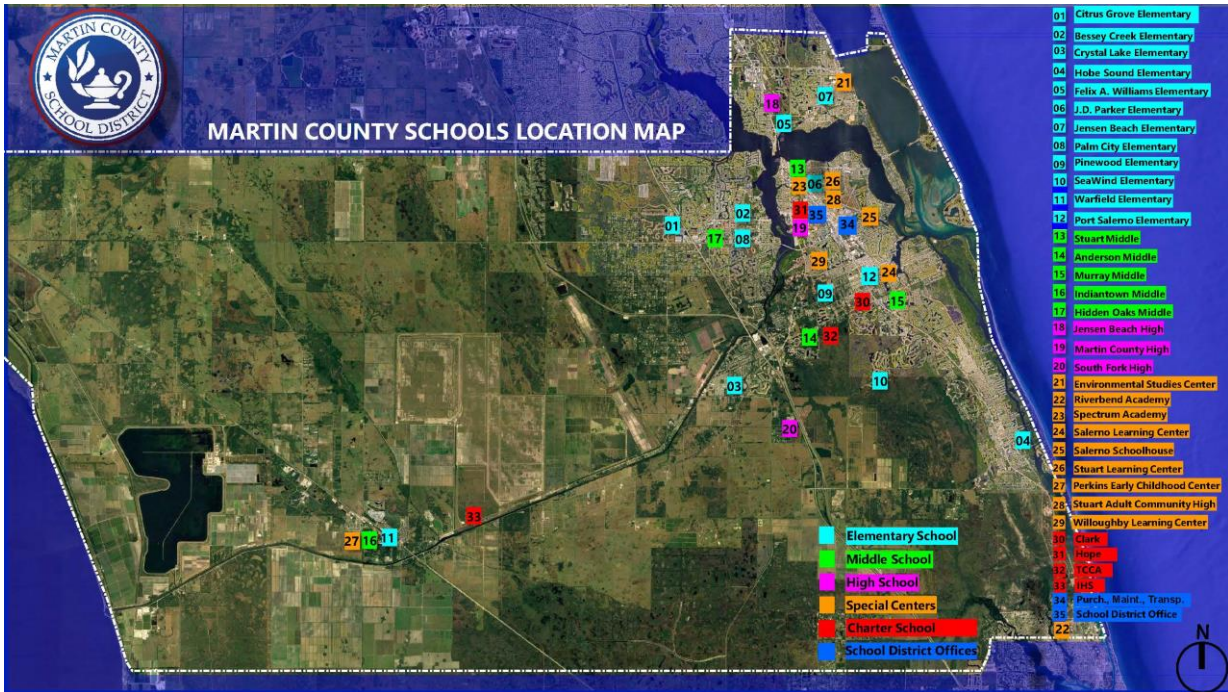 MARTIN COUNTY
SCHOOL DISTRICT
MARTIN COUNTY SCHOOLS LOCATION MAP
01 Citrus Grove Elementary
02 Bessey Creek Elementary
03 Crystal Lake Elementary
04 Hobe Sound Elementary
05 Felix A. Williams Elementary
06 J.D. Parker Elementary
07 Jensen Beach Elementary
08 Palm City Elementary
09 Pinewood Elementary
10 SeaWind Elementary
11 Warfield Elementary
12 Port Salerno Elementary
13 Stuart Middle
14 Anderson Middle
15 Murray Middle
16 Indiantown Middle
17 Hidden Oaks Middle
18 Jensen Beach High
19 Martin County High
20 South Fork High
21 Environmental Studies Center
22 Riverbend Academy
23 Spectrum Academy
24 Salerno Learning Center
25 Salerno Schoolhouse
26 Stuart Learning Center
27 Perkins Early Childhood Center
28 Stuart Adult Community High
29 Willoughby Learning Center
30 Clark
31 Hope
32 TCCA
33 IHS
34 Purch., Maint., Transp.
35 School District Office
21
07
18
05
13
23 06 26
28
31 35 25
02
01
19 34
17 08
29
12 24
09
30 15
14 32
03
10
20
04
33
27 16 11
22
Elementary School
Middle School
High School
Special Centers
Charter School
School District Offices
N